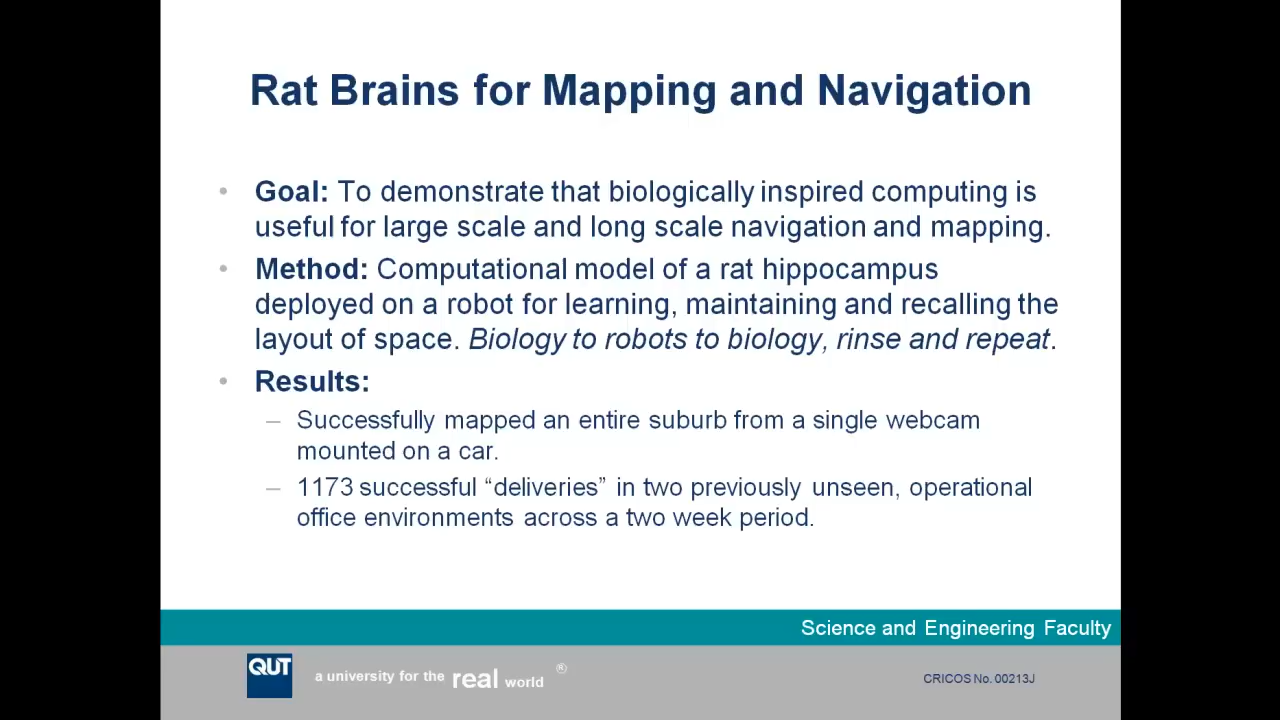 Rat Brains for Mapping and Navigation
• Goal: To demonstrate that biologically inspired computing is
useful for large scale and long scale navigation and mapping.
• Method: Computational model of a rat hippocampus
deployed on a robot for learning, maintaining and recalling the
layout of space. Biology to robots to biology, rinse and repeat.
• Results:
– Successfully mapped an entire suburb from a single webcam
mounted on a car.
– 1173 successful “deliveries” in two previously unseen, operational
office environments across a two week period.
Science and Engineering Faculty
QUT
a university for the real world ®
CRICOS No. 00213J